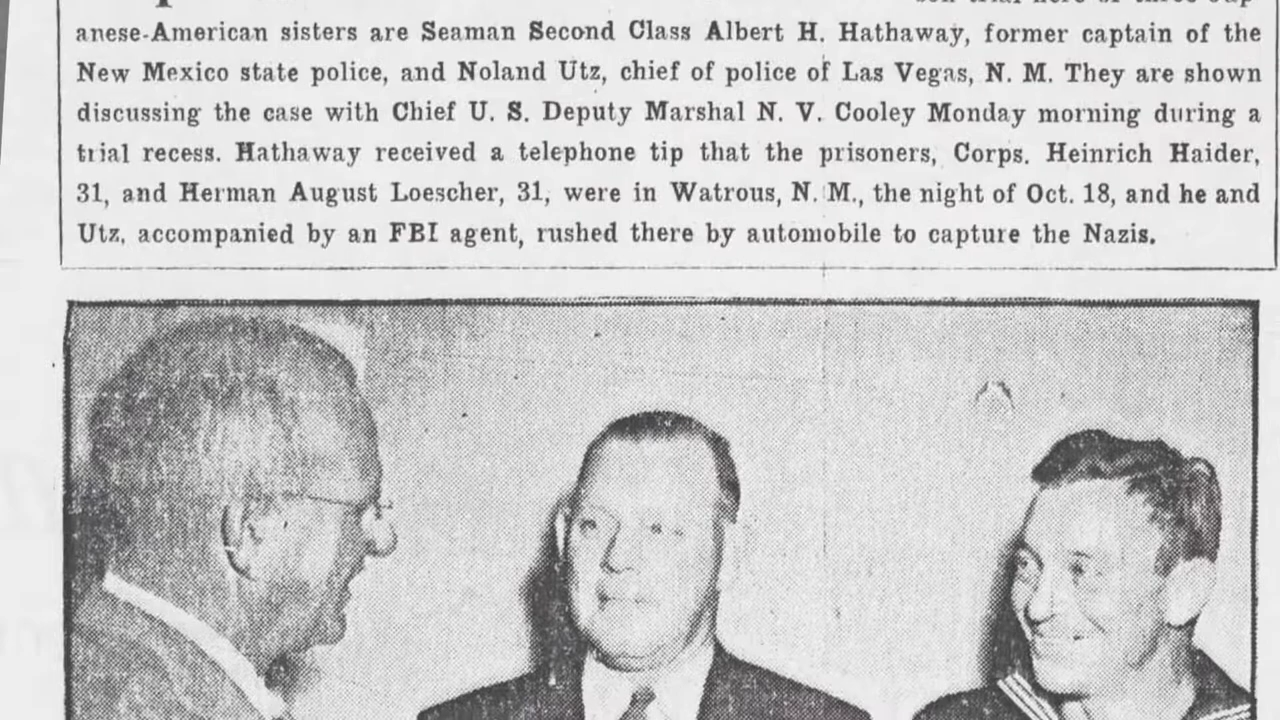 anese-American sisters are Seaman Second Class Albert H. Hathaway, former captain of the
New Mexico state police, and Noland Utz, chief of police of Las Vegas, N. M. They are shown
discussing the case with Chief U. S. Deputy Marshal N. V. Cooley Monday morning during a
trial recess. Hathaway received a telephone tip that the prisoners, Corps. Heinrich Haider,
31, and Herman August Loescher, 31, were in Watrous, N. M., the night of Oct. 18, and he and
Utz, accompanied by an FBI agent, rushed there by automobile to capture the Nazis.